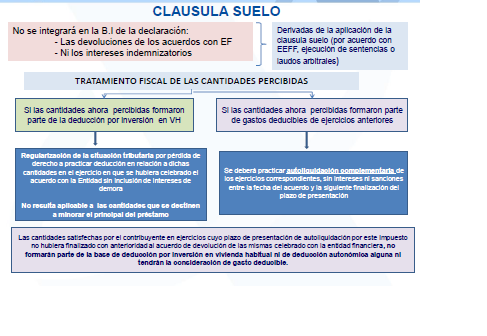 CLAUSULA SUELO
No se integrará en la B.I de la declaración:
- Las devoluciones de los acuerdos con EF
- Ni los intereses indemnizatorios
Derivadas de la aplicación de la
clausula suelo (por acuerdo con
EEFF, ejecución de sentencias o
laudos arbitrales)
TRATAMIENTO FISCAL DE LAS CANTIDADES PERCIBIDAS
Si las cantidades ahora percibidas formaron
parte de la deducción por inversión en VH
Si las cantidades ahora percibidas formaron parte
de gastos deducibles de ejercicios anteriores
Regularización de la situación tributaria por pérdida de
derecho a practicar deducción en relación a dichas
cantidades en el ejercicio en que se hubiera celebrado el
acuerdo con la Entidad sin inclusión de intereses de
demora
No resulta aplicable a las cantidades que se destinen
a minorar el principal del préstamo
Se deberá practicar autoliquidación complementaria de
los ejercicios correspondientes, sin intereses ni sanciones
entre la fecha del acuerdo y la siguiente finalización del
plazo de presentación
Las cantidades satisfechas por el contribuyente en ejercicios cuyo plazo de presentación de autoliquidación por este impuesto
no hubiera finalizado con anterioridad al acuerdo de devolución de las mismas celebrado con la entidad financiera, no
formarán parte de la base de deducción por inversión en vivienda habitual ni de deducción autonómica alguna ni
tendrán la consideración de gasto deducible.